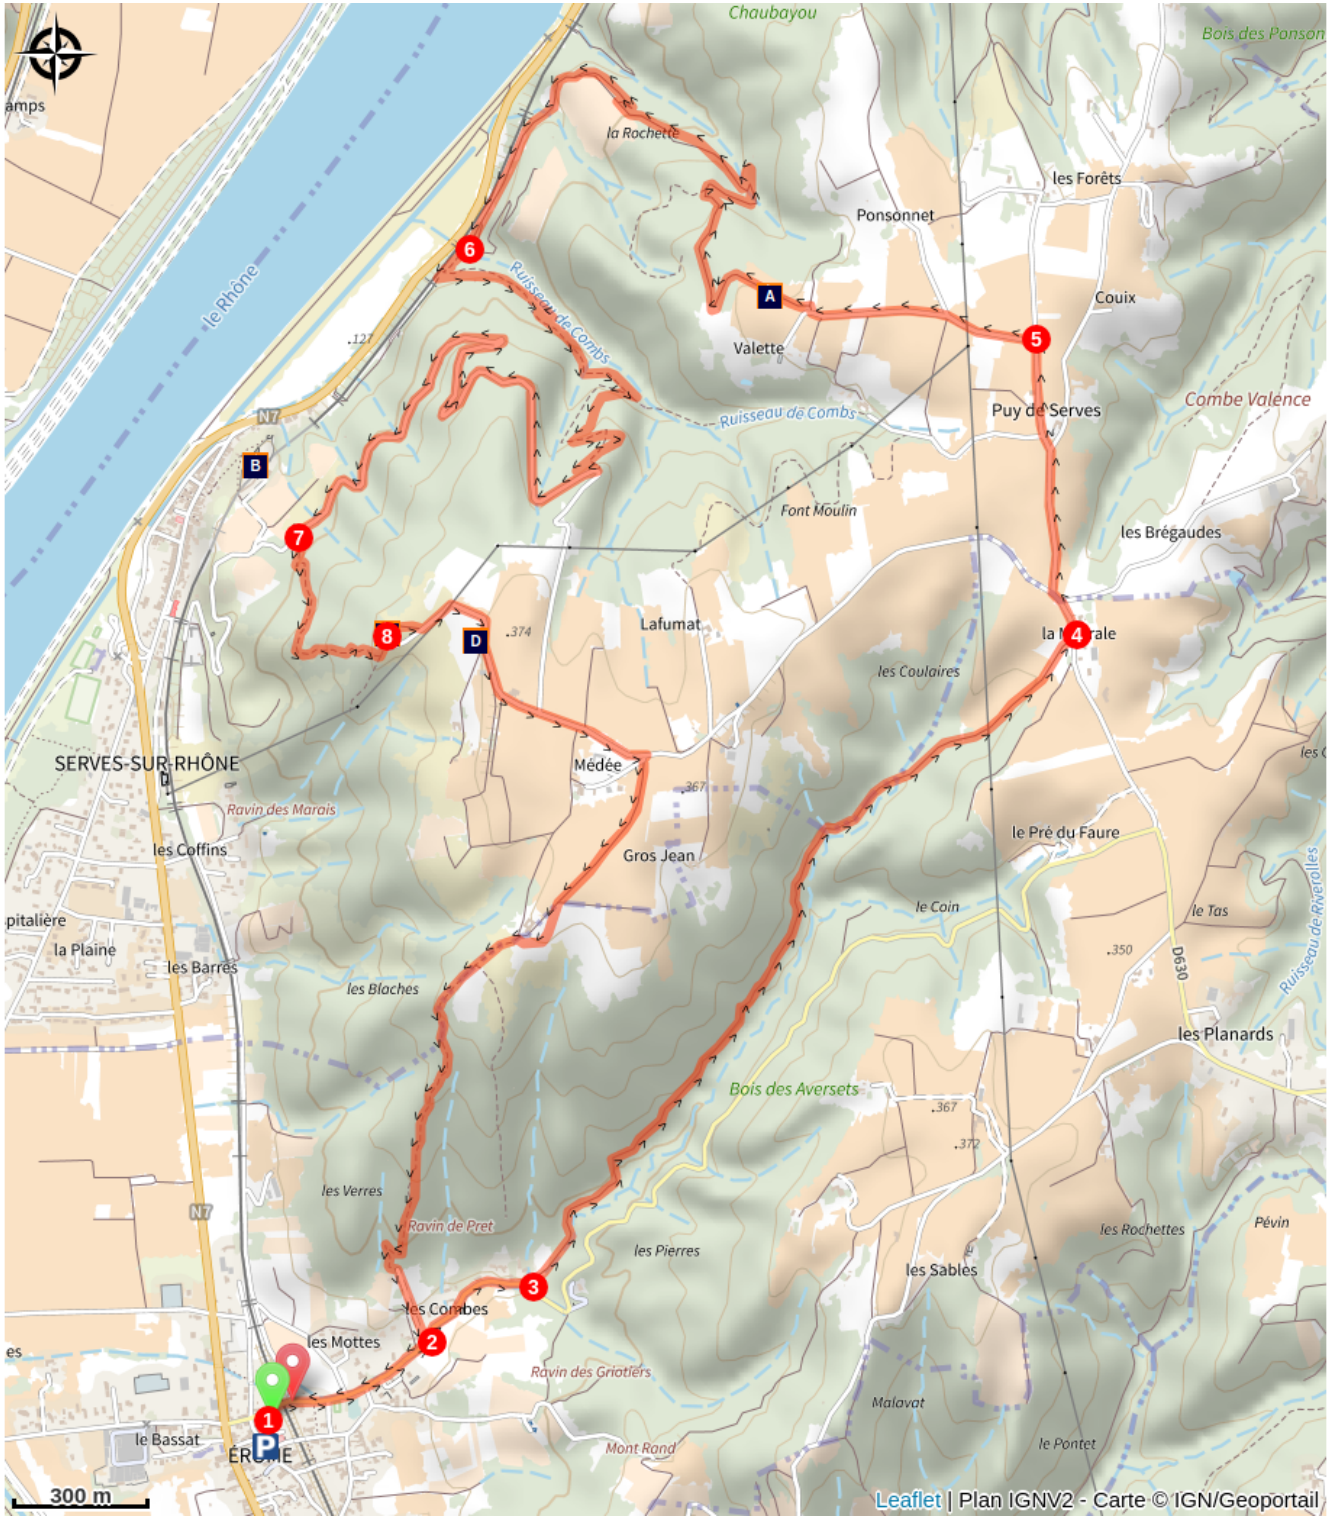 Chaubayou
Bois des Ponson
amps
la Rochette
les Forêts
Ponsonnet
6
Ruisseau de Combs
le Rhône
A
Couix
.127
Valette
5
Combe Valence
N7
Ruisseau de Combs
Puy de Serves
B
Font Moulin
les Brégaudes
7
8
D
.374
Lafumat
la M rale
4
les Coulaires
SERVES-SUR-RHÔNE
Médée
les C
.367
Ravin des Marais
le Pré du Faure
les Coffins
Gros Jean
Ruisseau de Riverolles
spitalière
le Coin
le Tas
la Plaine
.350
les Barres
D630
les Blaches
les Planards
Bois des Aversets
.367
.372
les Verres
N7
Ravin de Pret
les Rochettes
Pévin
les Pierres
les Sables
3
les Combes
es
les Mottes
2
Ravin des Griotiers
Malavat
1
le Bassat
P
ÉROME
Mont Rand
le Pontet
300 m
Leaflet | Plan IGNV2 - Carte © IGN/Geoportail